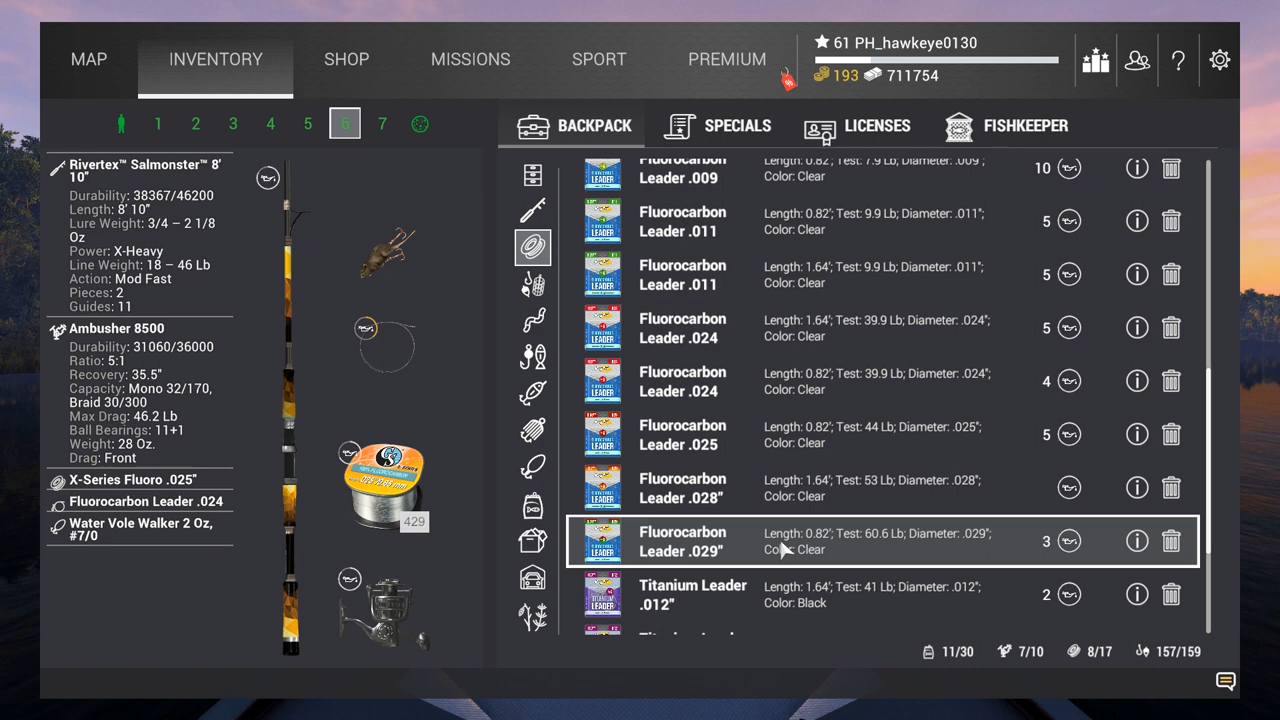 MAP
INVENTORY
SHOP
MISSIONS
SPORT
PREMIUM
61 PH_hawkeye0130
193 711754
1 2 3 4 5 6 7
BACKPACK
SPECIALS
LICENSES
FISHKEEPER
Rivertex™ Salmonster™ 8'
10"
Durability: 38367/46200
Length: 8' 10"
Lure Weight: 3/4 – 2 1/8
Oz
Power: X-Heavy
Line Weight: 18 – 46 Lb
Action: Mod Fast
Pieces: 2
Guides: 11
Ambusher 8500
Durability: 31060/36000
Ratio: 5:1
Recovery: 35.5"
Capacity: Mono 32/170,
Braid 30/300
Max Drag: 46.2 Lb
Ball Bearings: 11+1
Weight: 28 Oz.
Drag: Front
X-Series Fluoro .025"
Fluorocarbon Leader .024
Water Vole Walker 2 Oz,
#7/0
429
Fluorocarbon
Leader .009
Length: 0.82'; Test: 7.9 Lb; Diameter: .009";
Color: Clear
10
Fluorocarbon
Leader .011
Length: 0.82'; Test: 9.9 Lb; Diameter: .011";
Color: Clear
5
Fluorocarbon
Leader .011
Length: 1.64'; Test: 9.9 Lb; Diameter: .011";
Color: Clear
5
Fluorocarbon
Leader .024
Length: 1.64'; Test: 39.9 Lb; Diameter: .024";
Color: Clear
5
Fluorocarbon
Leader .024
Length: 0.82'; Test: 39.9 Lb; Diameter: .024";
Color: Clear
4
Fluorocarbon
Leader .025
Length: 0.82'; Test: 44 Lb; Diameter: .025";
Color: Clear
5
Fluorocarbon
Leader .028"
Length: 1.64'; Test: 53 Lb; Diameter: .028";
Color: Clear
Fluorocarbon
Leader .029"
Length: 0.82'; Test: 60.6 Lb; Diameter: .029";
Color: Clear
3
Titanium Leader
.012"
Length: 1.64'; Test: 41 Lb; Diameter: .012";
Color: Black
2
11/30 7/10 8/17 157/159